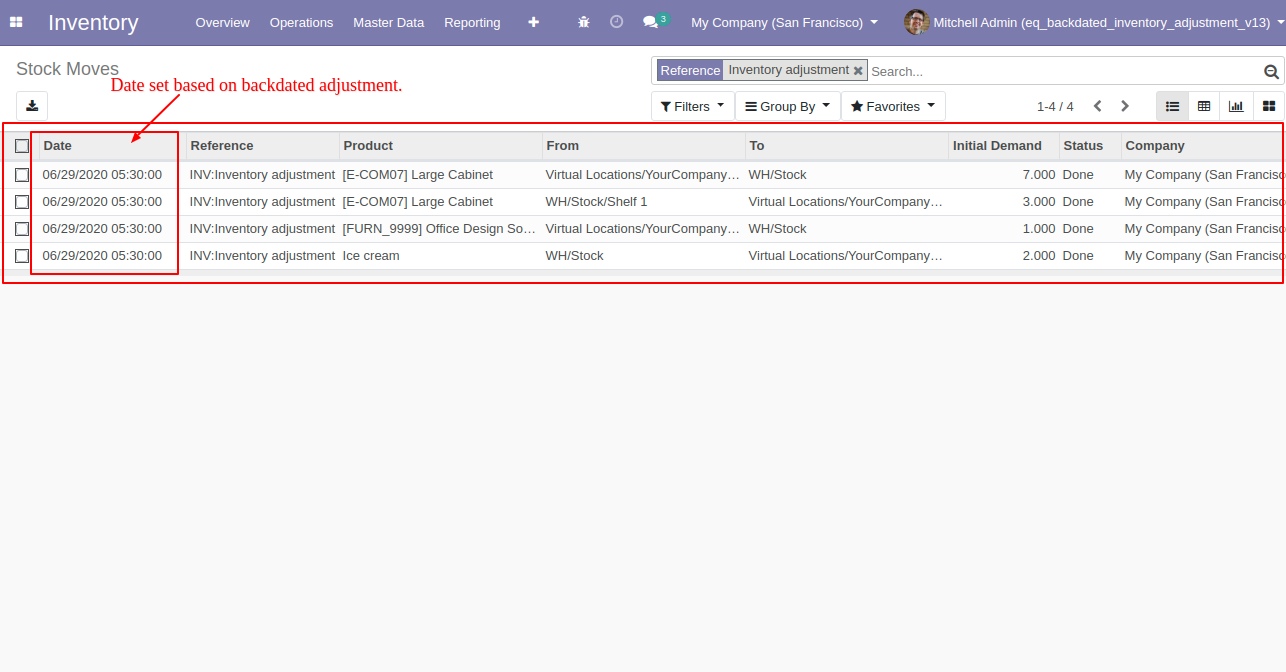 Inventory Overview Operations Master Data Reporting 3 My Company (San Francisco) Mitchell Admin (eq_backdated_inventory_adjustment_v13)
Stock Moves Reference Inventory adjustment Search...
Date set based on backdated adjustment.
Filters Group By Favorites 1-4 / 4
Date Reference Product From To Initial Demand Status Company
06/29/2020 05:30:00 INV:Inventory adjustment [E-COM07] Large Cabinet Virtual Locations/YourCompany… WH/Stock 7.000 Done My Company (San Francisc
06/29/2020 05:30:00 INV:Inventory adjustment [E-COM07] Large Cabinet WH/Stock/Shelf 1 Virtual Locations/YourCompany… 3.000 Done My Company (San Francisc
06/29/2020 05:30:00 INV:Inventory adjustment [FURN_9999] Office Design So… Virtual Locations/YourCompany… WH/Stock 1.000 Done My Company (San Francisc
06/29/2020 05:30:00 INV:Inventory adjustment Ice cream WH/Stock Virtual Locations/YourCompany… 2.000 Done My Company (San Francisc